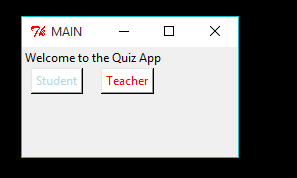 MAIN
Welcome to the Quiz App
Student Teacher